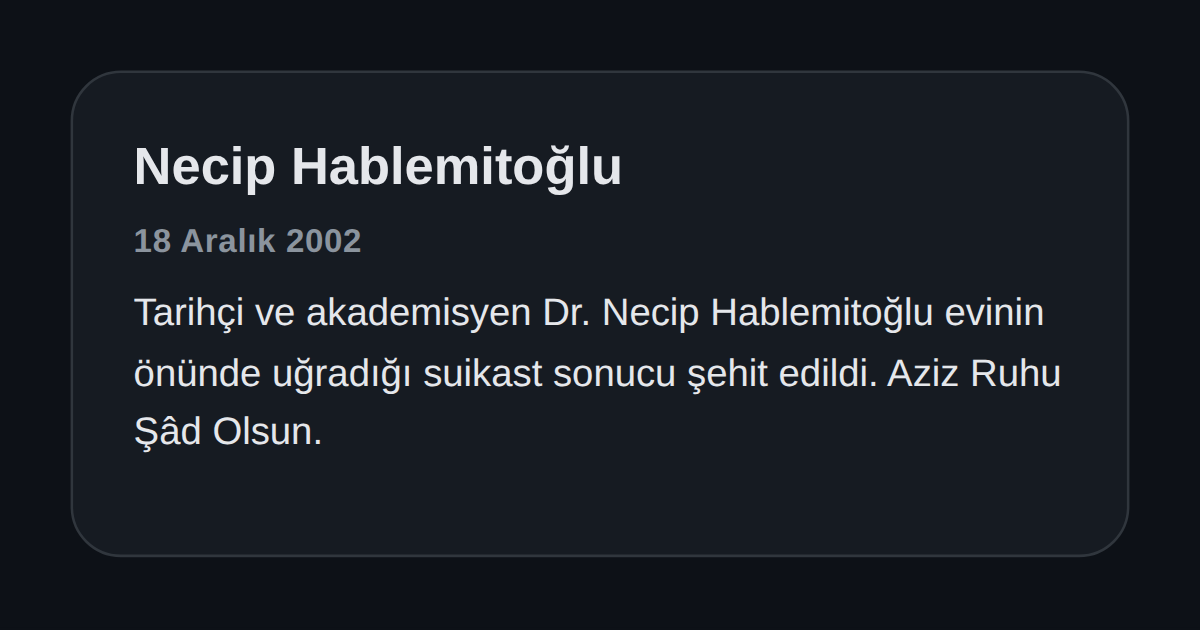 Necip Hablemitoğlu
18 Aralık 2002
Tarihçi ve akademisyen Dr. Necip Hablemitoğlu evinin
önünde uğradığı suikast sonucu şehit edildi. Aziz Ruhu
Şâd Olsun.